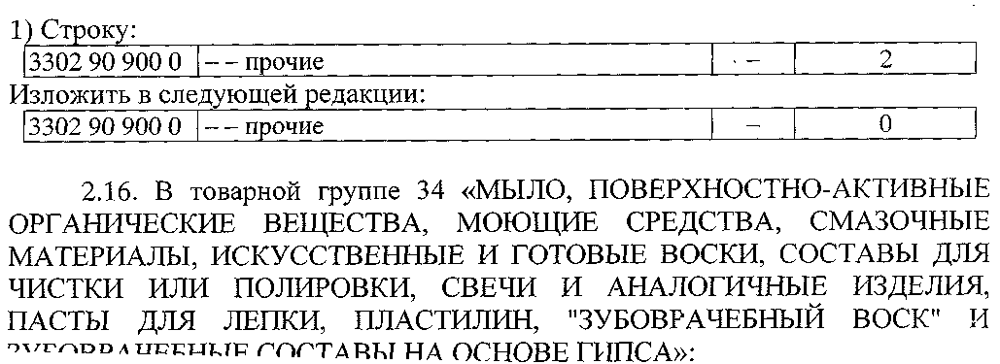 1) Строку:
3302 90 900 0 – – прочие – 2
Изложить в следующей редакции:
3302 90 900 0 – – прочие – 0
2.16. В товарной группе 34 «МЫЛО, ПОВЕРХНОСТНО-АКТИВНЫЕ
ОРГАНИЧЕСКИЕ ВЕЩЕСТВА, МОЮЩИЕ СРЕДСТВА, СМАЗОЧНЫЕ
МАТЕРИАЛЫ, ИСКУССТВЕННЫЕ И ГОТОВЫЕ ВОСКИ, СОСТАВЫ ДЛЯ
ЧИСТКИ ИЛИ ПОЛИРОВКИ, СВЕЧИ И АНАЛОГИЧНЫЕ ИЗДЕЛИЯ,
ПАСТЫ ДЛЯ ЛЕПКИ, ПЛАСТИЛИН, "ЗУБОВРАЧЕБНЫЙ ВОСК" И
ЗУБОВРАЧЕБНЫЕ СОСТАВЫ НА ОСНОВЕ ГИПСА»: